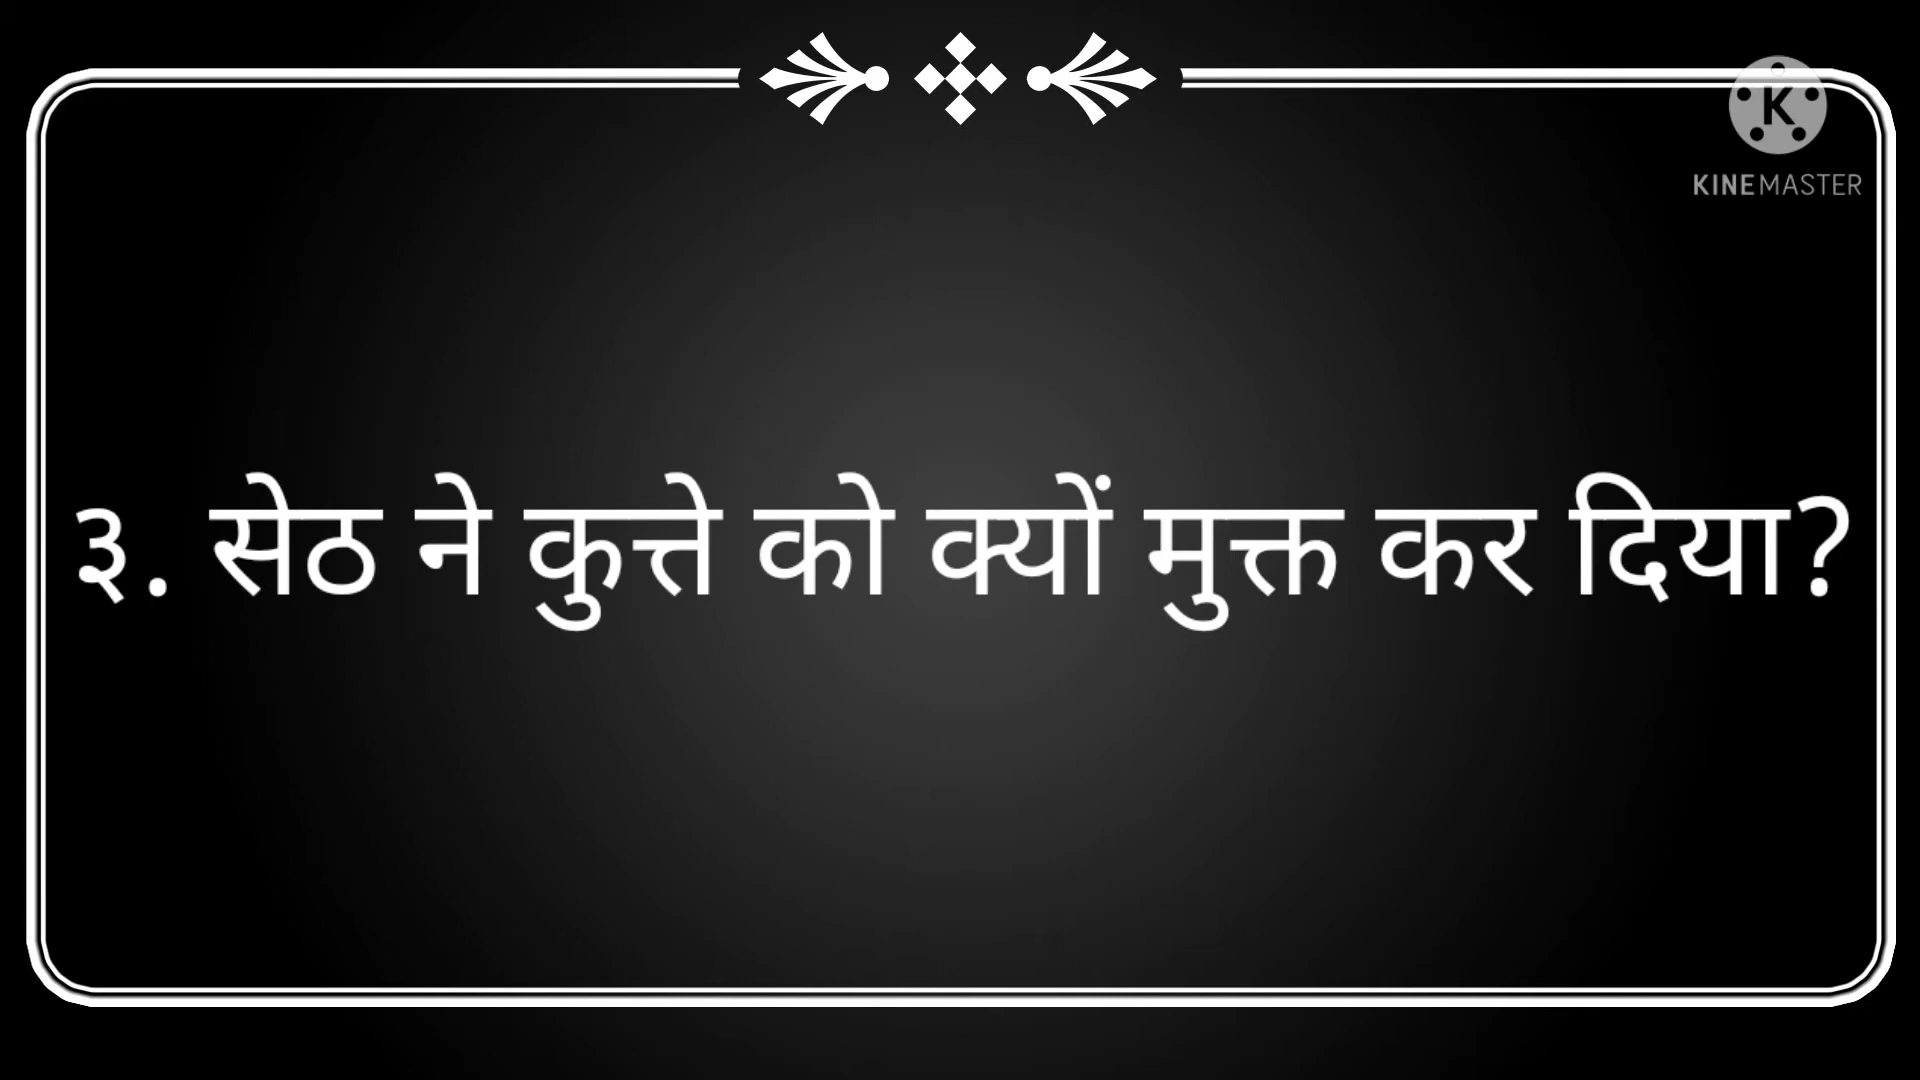 K
KINEMASTER
३. सेठ ने कुत्ते को क्यों मुक्त कर दिया?